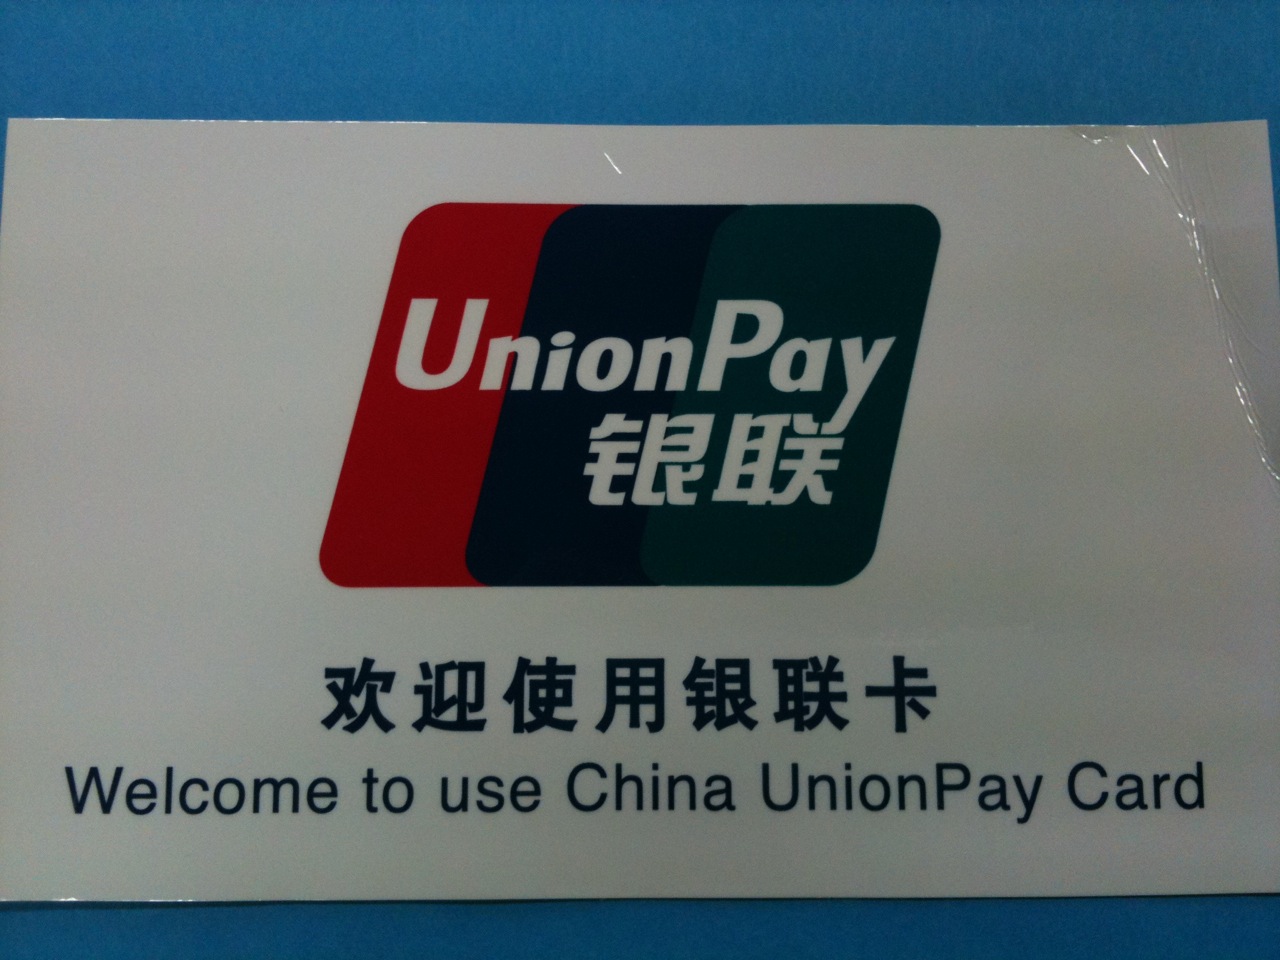 UnionPay
银联
欢迎使用银联卡
Welcome to use China UnionPay Card